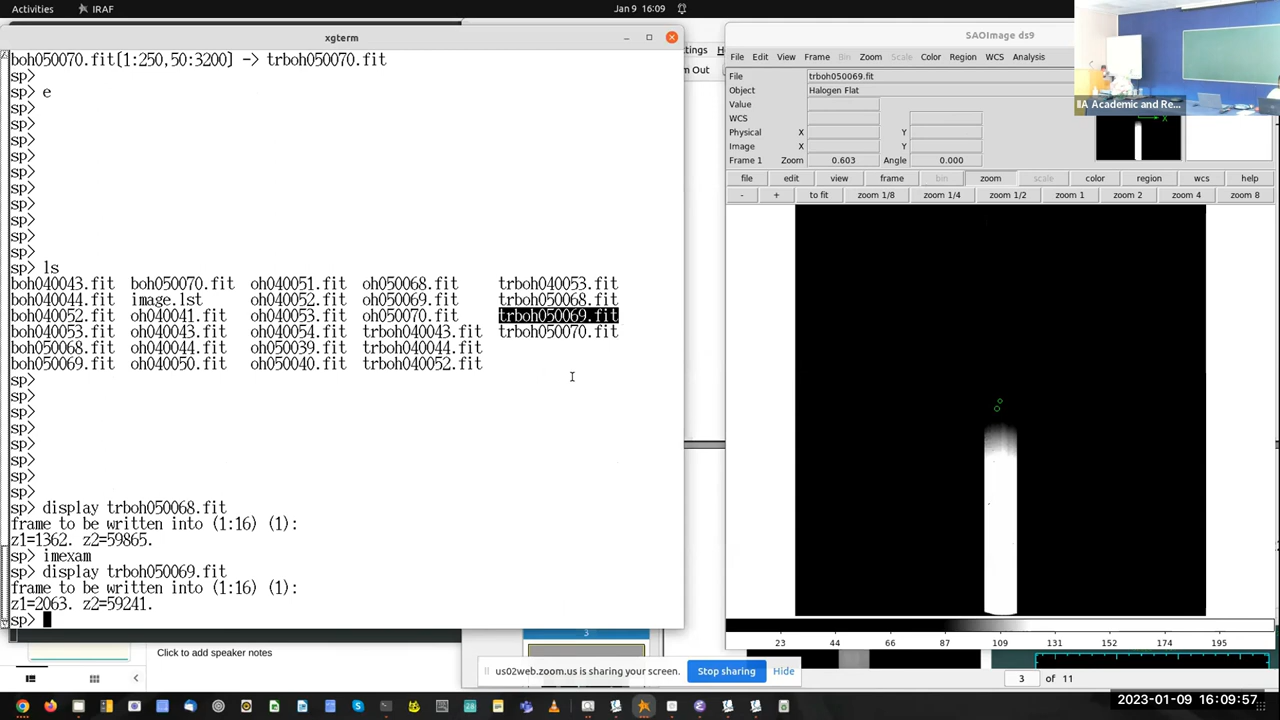 Activities IRAF Jan 9 16:09
xgterm
boh050070.fit[1:250,50:3200] -> trboh050070.fit
sp>
sp> e
sp>
sp>
sp>
sp>
sp>
sp>
sp>
sp>
sp>
sp>
sp> ls
boh040043.fit boh050070.fit oh040051.fit oh050068.fit trboh040053.fit
boh040044.fit image.lst oh040052.fit oh050069.fit trboh050068.fit
boh040052.fit oh040041.fit oh040053.fit oh050070.fit trboh050069.fit
boh040053.fit oh040043.fit oh040054.fit trboh040043.fit trboh050070.fit
boh050068.fit oh040044.fit oh050039.fit trboh040044.fit
boh050069.fit oh040050.fit oh050040.fit trboh040052.fit
sp>
sp>
sp>
sp>
sp>
sp>
sp>
sp>
sp> display trboh050068.fit
frame to be written into (1:16) (1):
z1=1362. z2=59865.
sp> imexam
sp> display trboh050069.fit
frame to be written into (1:16) (1):
z1=2063. z2=59241.
sp>
ttings H
om Out
SAOImage ds9
File Edit View Frame Bin Zoom Scale Color Region WCS Analysis
File trboh050069.fit
Object Halogen Flat
Value
WCS
Physical X Y
Image X Y
Frame 1 Zoom 0.603 Angle 0.000
X
IIA Academic and Re...
file edit view frame bin zoom scale color region wcs help
- + to fit zoom 1/8 zoom 1/4 zoom 1/2 zoom 1 zoom 2 zoom 4 zoom 8
23 44 66 87 109 131 152 174 195
3
Click to add speaker notes
us02web.zoom.us is sharing your screen. Stop sharing Hide
3 of 11
2023-01-09 16:09:57